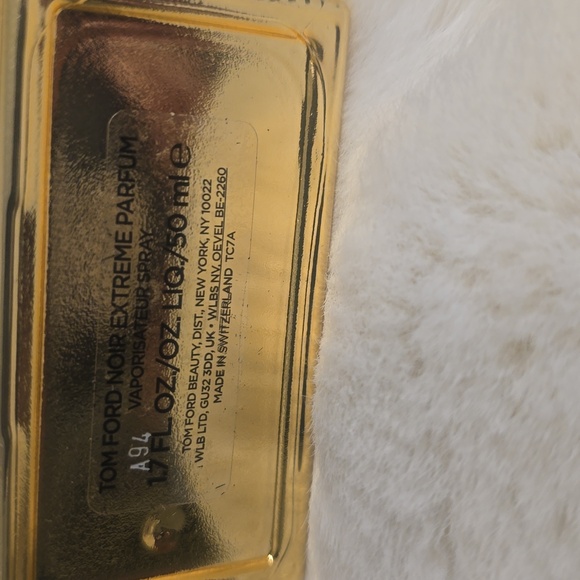 TOM FORD NOIR EXTREME PARFUM
VAPORISATEUR SPRAY
A94
1.7 FL.OZ./OZ. LIQ./50 ml e
TOM FORD BEAUTY, DIST., NEW YORK, NY 10022
WLB LTD, GU32 3DD, UK • WLBS NV, OEVEL BE-2260
MADE IN SWITZERLAND TC7A